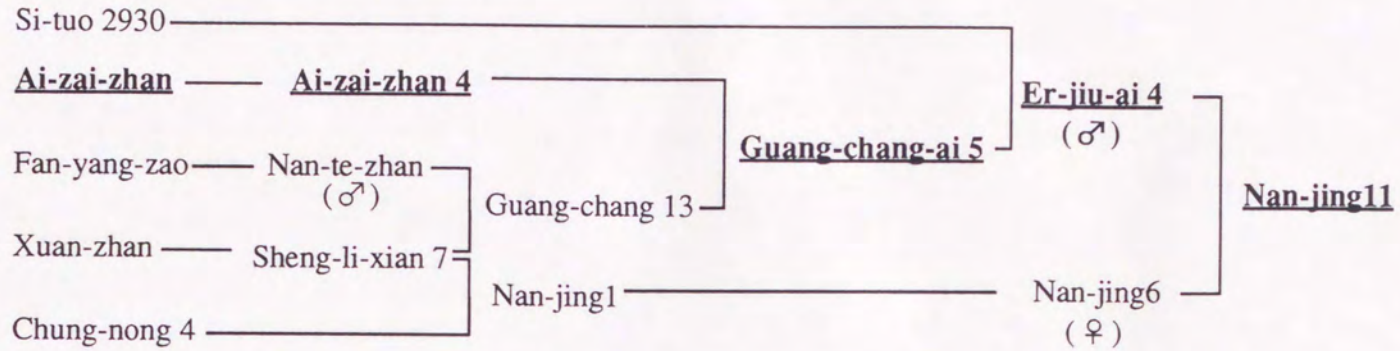 Si-tuo 2930
Ai-zai-zhan Ai-zai-zhan 4 Er-jiu-ai 4
(♂)
Guang-chang-ai 5
Fan-yang-zao Nan-te-zhan
(♂)
Guang-chang 13 Nan-jing11
Xuan-zhan Sheng-li-xian 7
Nan-jing1 Nan-jing6
Chung-nong 4 (♀)